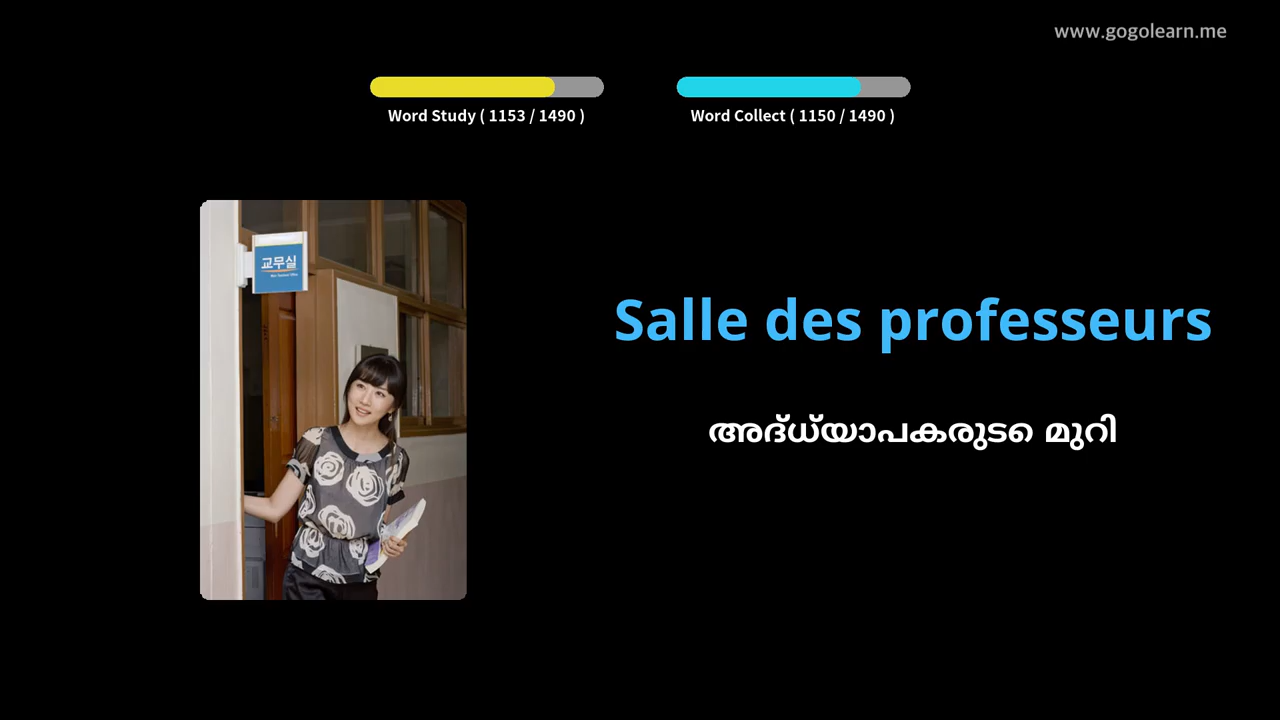 www.gogolearn.me
Word Study ( 1153 / 1490 )
Word Collect ( 1150 / 1490 )
교무실
Salle des professeurs
അദ്ധ്യാപകരുടെ മുറി